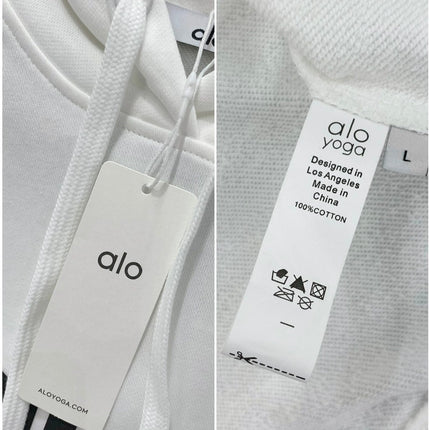 alo
alo
ALOYOGA.COM
alo
yoga
L
Designed in
Los Angeles
Made in
China
100%COTTON